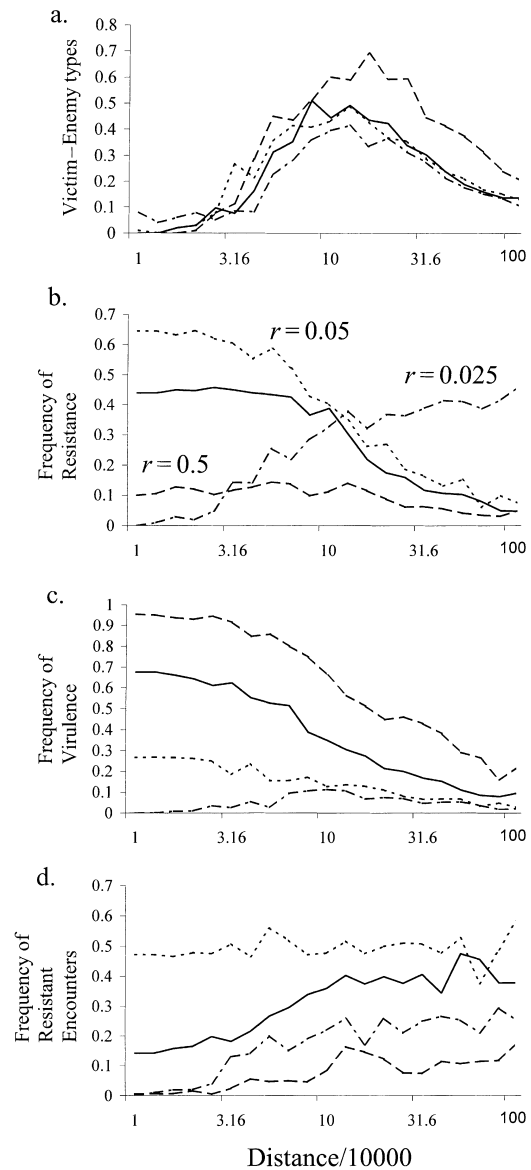 a.
Victim–Enemy types
0.8
0.7
0.6
0.5
0.4
0.3
0.2
0.1
0
1 3.16 10 31.6 100
b.
Frequency of
Resistance
0.7
0.6
0.5
0.4
0.3
0.2
0.1
0
r = 0.05
r = 0.025
r = 0.5
1 3.16 10 31.6 100
c.
Frequency of
Virulence
1
0.9
0.8
0.7
0.6
0.5
0.4
0.3
0.2
0.1
0
1 3.16 10 31.6 100
d.
Frequency of
Resistant
Encounters
0.7
0.6
0.5
0.4
0.3
0.2
0.1
0
1 3.16 10 31.6 100
Distance/10000